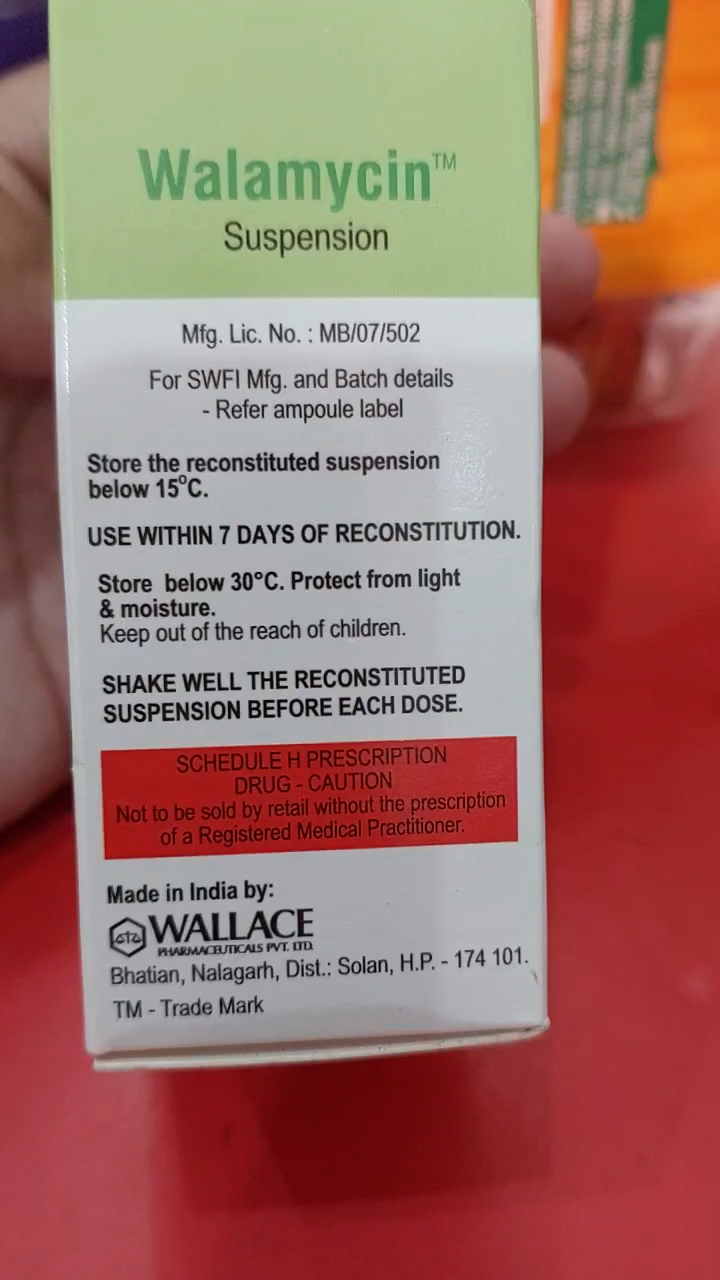 Walamycin™
Suspension
Mfg. Lic. No. : MB/07/502
For SWFI Mfg. and Batch details
- Refer ampoule label
Store the reconstituted suspension
below 15°C.
USE WITHIN 7 DAYS OF RECONSTITUTION.
Store below 30°C. Protect from light
& moisture.
Keep out of the reach of children.
SHAKE WELL THE RECONSTITUTED
SUSPENSION BEFORE EACH DOSE.
SCHEDULE H PRESCRIPTION
DRUG - CAUTION
Not to be sold by retail without the prescription
of a Registered Medical Practitioner.
Made in India by:
WALLACE
PHARMACEUTICALS PVT. LTD.
Bhatian, Nalagarh, Dist.: Solan, H.P. - 174 101.
TM - Trade Mark